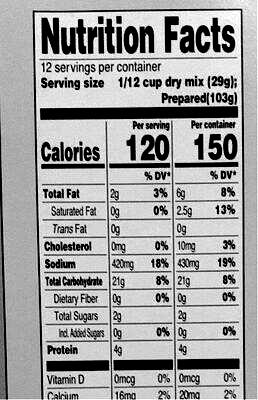 Nutrition Facts
12 servings per container
Serving size 1/12 cup dry mix (29g);
Prepared(103g)
Per serving Per container
Calories 120 150
% DV* % DV*
Total Fat 2g 3% 6g 8%
Saturated Fat 0g 0% 2.5g 13%
Trans Fat 0g 0g
Cholesterol 0mg 0% 10mg 3%
Sodium 420mg 18% 430mg 19%
Total Carbohydrate 21g 8% 21g 8%
Dietary Fiber 0g 0% 0g 0%
Total Sugars 2g 2g
Incl. Added Sugars 0g 0% 0g 0%
Protein 4g 4g
Vitamin D 0mcg 0% 0mcg 0%
Calcium 16mg 2% 20mg 2%